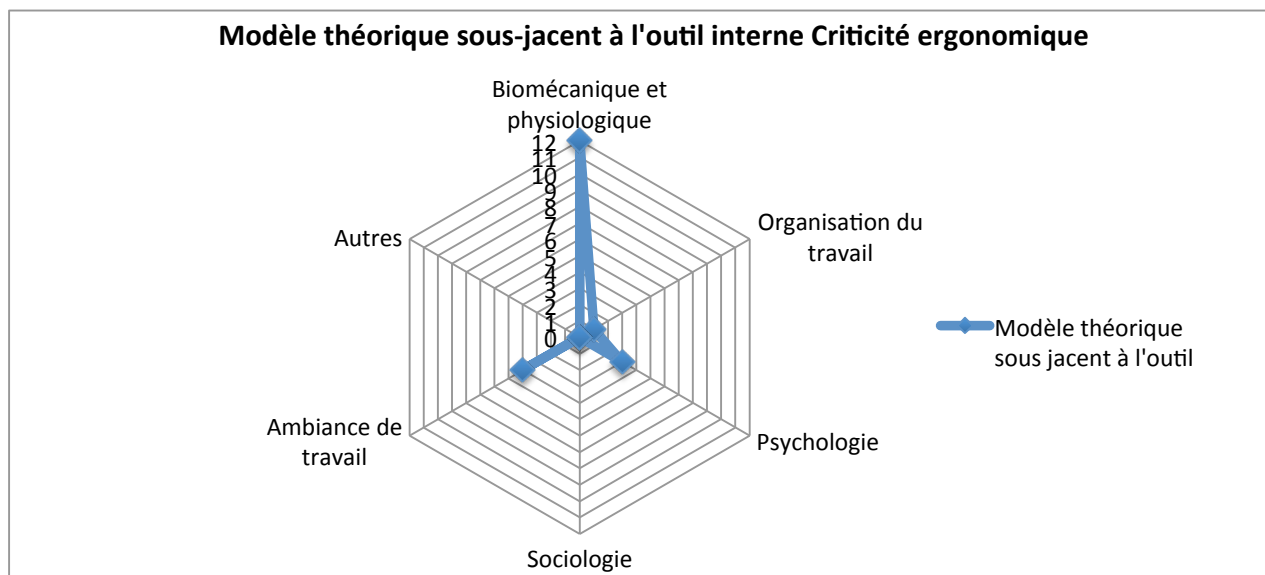 Modèle théorique sous-jacent à l'outil interne Criticité ergonomique
Biomécanique et
physiologique
12
11
10
9
8
7
6
5
4
3
2
1
0
Organisation du
travail
Psychologie
Sociologie
Ambiance de
travail
Autres
Modèle théorique
sous jacent à l'outil